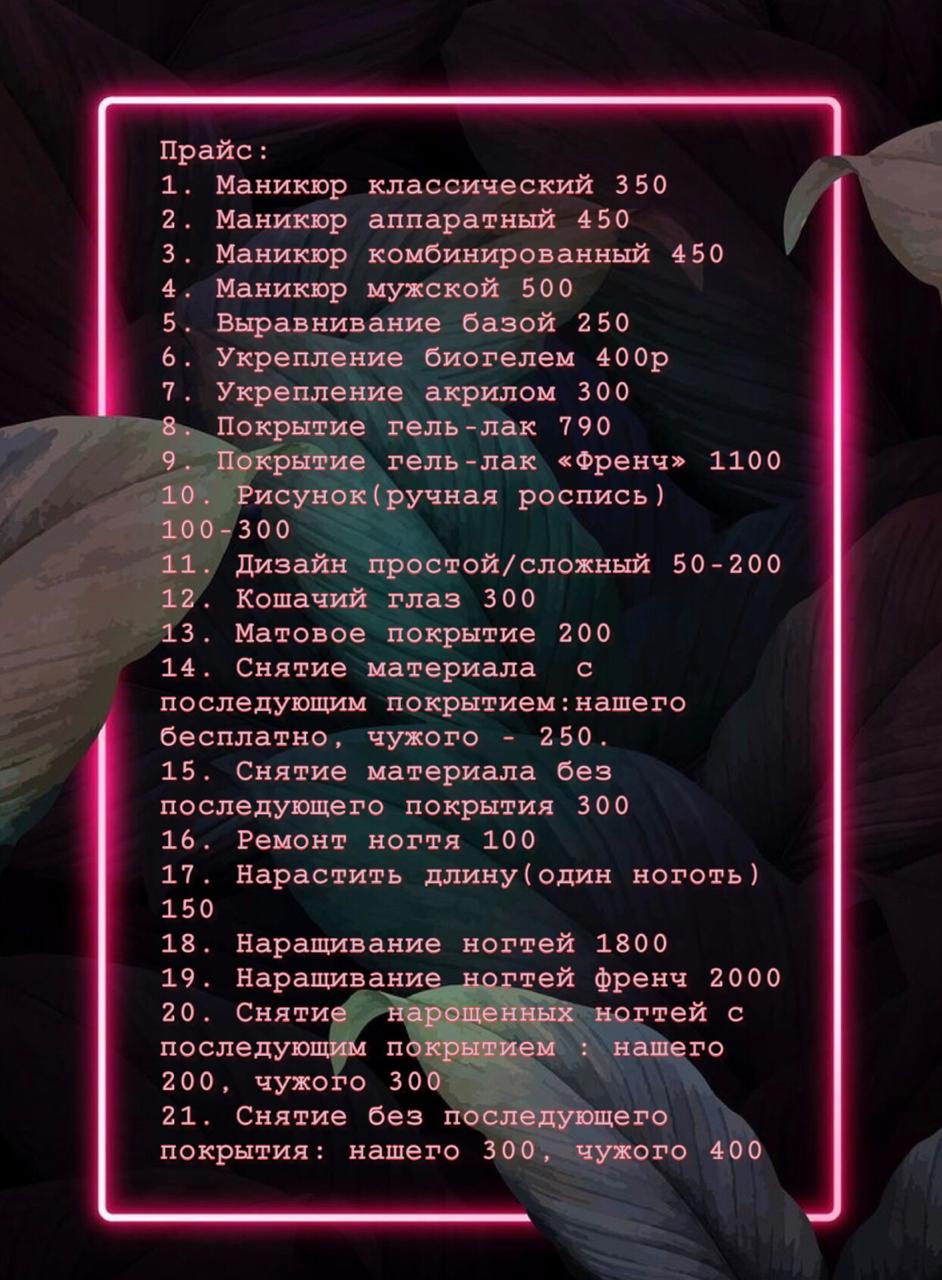 Прайс:
1. Маникюр классический 350
2. Маникюр аппаратный 450
3. Маникюр комбинированный 450
4. Маникюр мужской 500
5. Выравнивание базой 250
6. Укрепление биогелем 400р
7. Укрепление акрилом 300
8. Покрытие гель-лак 790
9. Покрытие гель-лак «Френч» 1100
10. Рисунок(ручная роспись)
100-300
11. Дизайн простой/сложный 50-200
12. Кошачий глаз 300
13. Матовое покрытие 200
14. Снятие материала  с
последующим покрытием:нашего
бесплатно, чужого - 250.
15. Снятие материала без
последующего покрытия 300
16. Ремонт ногтя 100
17. Нарастить длину(один ноготь)
150
18. Наращивание ногтей 1800
19. Наращивание ногтей френч 2000
20. Снятие  нарощенных ногтей с
последующим покрытием : нашего
200, чужого 300
21. Снятие без последующего
покрытия: нашего 300, чужого 400